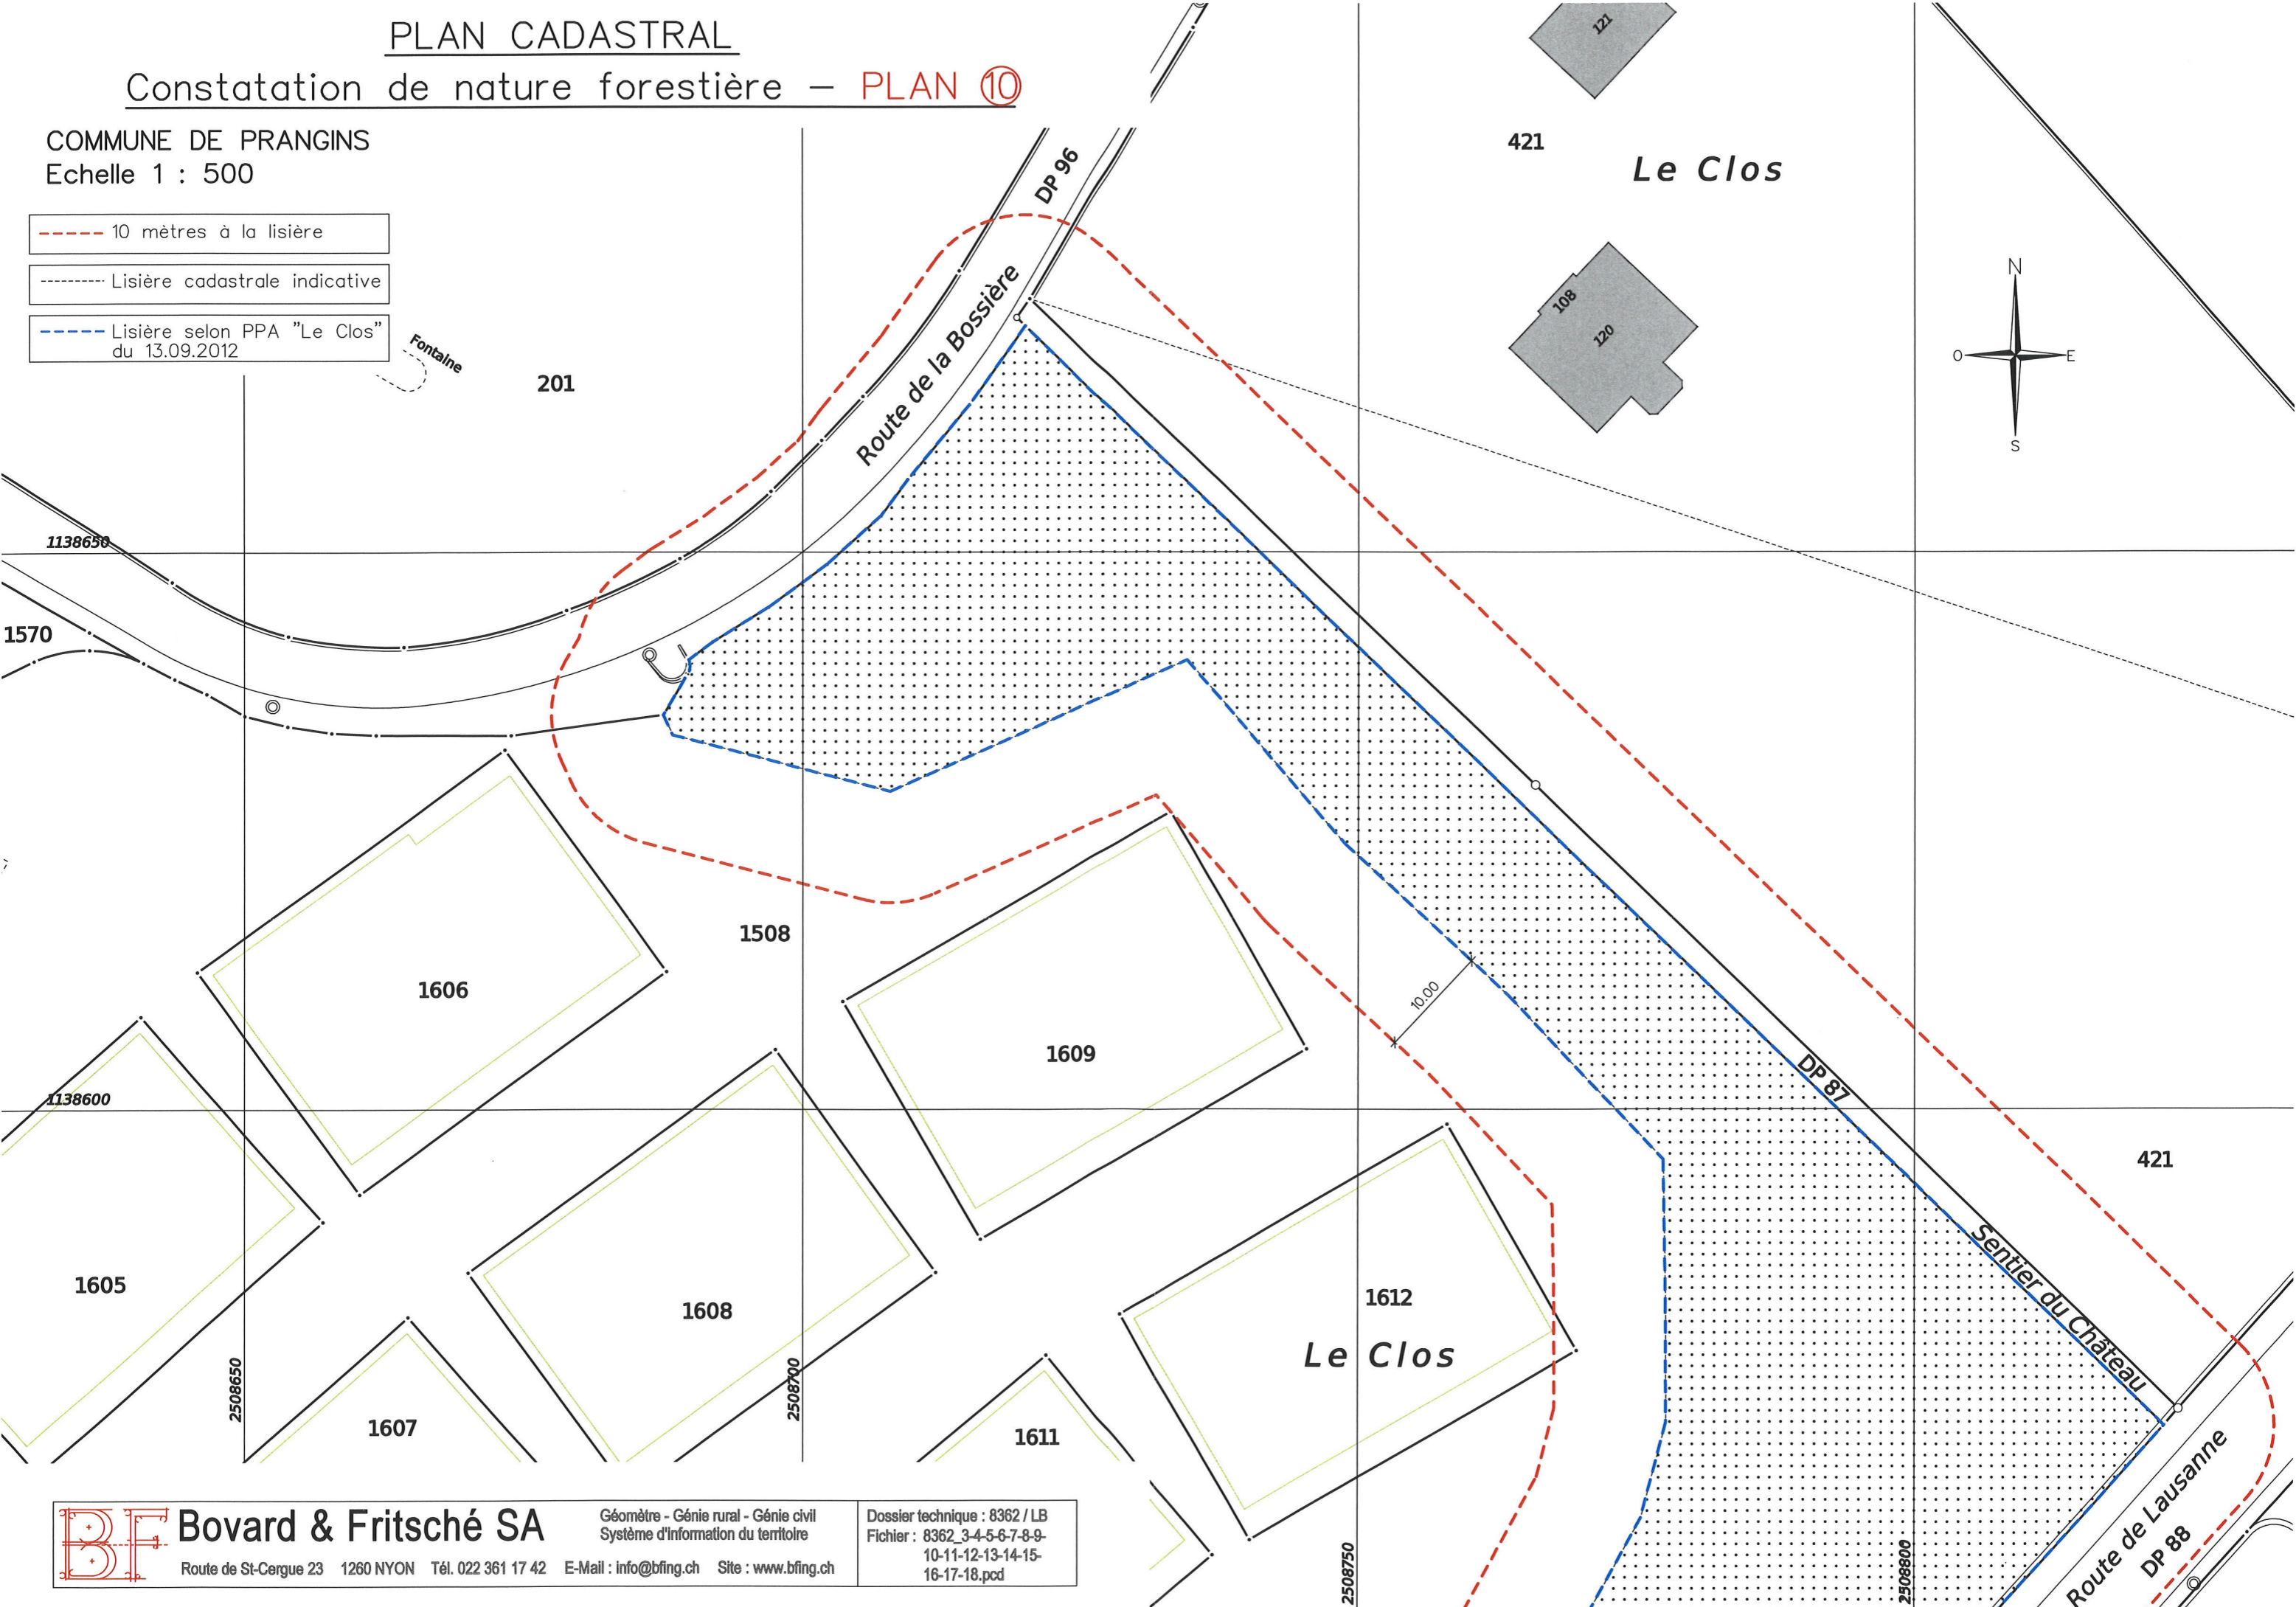 PLAN CADASTRAL
Constatation de nature forestière – PLAN 10
COMMUNE DE PRANGINS
Echelle 1 : 500
10 mètres à la lisière
Lisière cadastrale indicative
Lisière selon PPA "Le Clos"
du 13.09.2012
Fontaine
201
DP 96
Route de la Bossière
421
Le Clos
121
108
120
N
O
E
S
1138650
1570
1508
1606
1609
10.00
1138600
DP 87
421
Sentier du Château
1605
1608
1612
Le Clos
1607
1611
2508650
2508700
2508750
2508800
Route de Lausanne
DP 88
BF
Bovard & Fritsché SA
Géomètre - Génie rural - Génie civil
Système d'information du territoire
Route de St-Cergue 23 1260 NYON Tél. 022 361 17 42 E-Mail : info@bfing.ch Site : www.bfing.ch
Dossier technique : 8362 / LB
Fichier : 8362_3-4-5-6-7-8-9-
10-11-12-13-14-15-
16-17-18.pcd